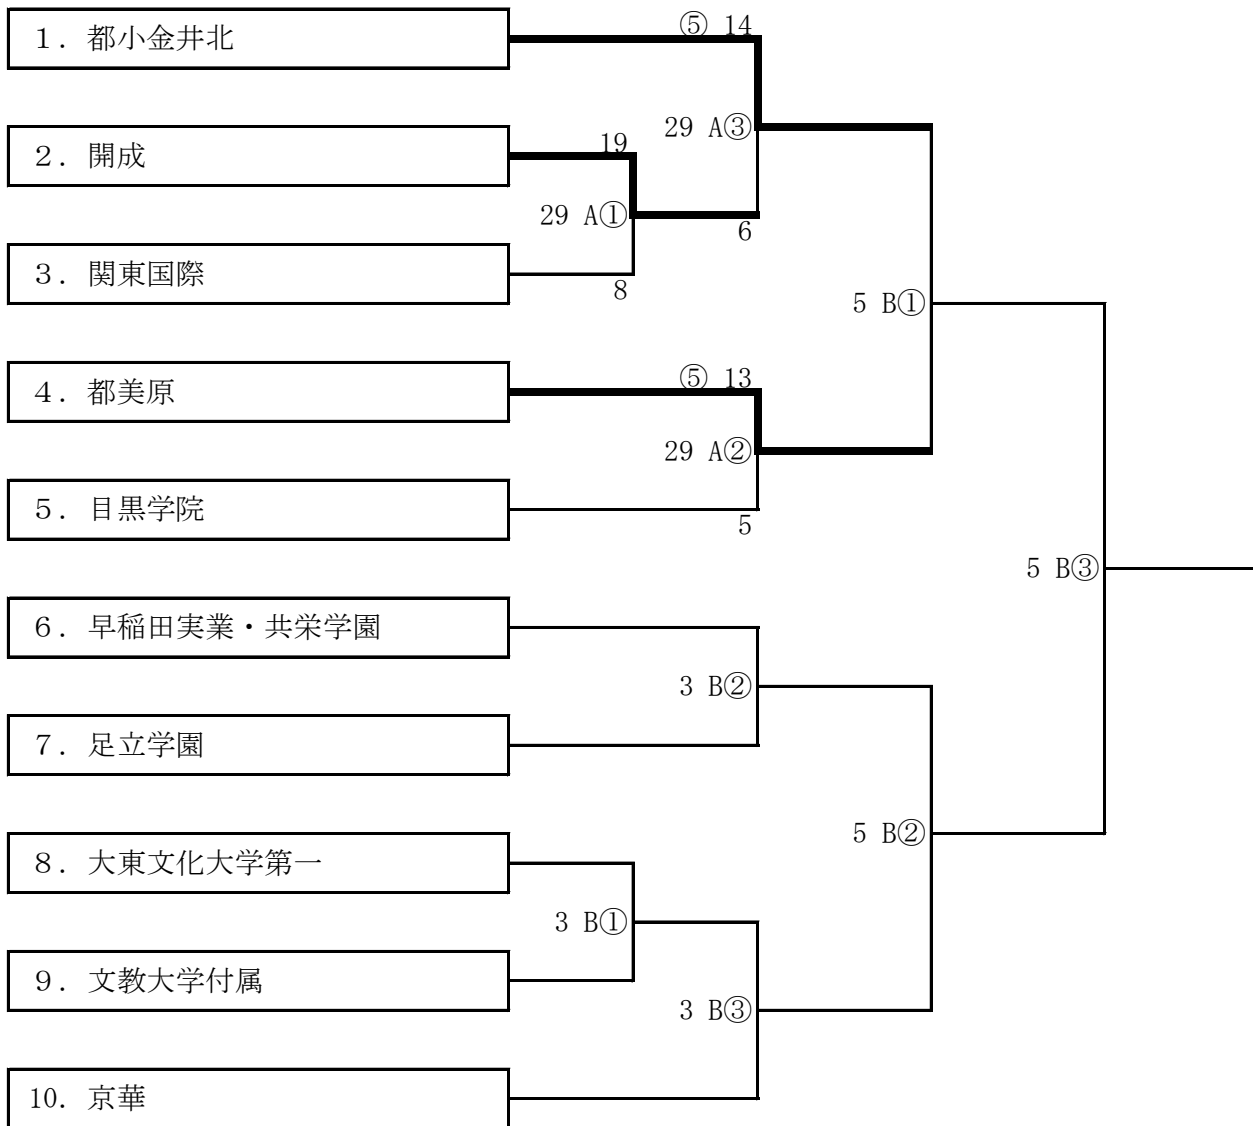 ⑤ 14
１．都小金井北
29 A③
19
２．開成
29 A①
6
３．関東国際
8
5 B①
⑤ 13
４．都美原
29 A②
５．目黒学院
5
5 B③
６．早稲田実業・共栄学園
3 B②
７．足立学園
5 B②
８．大東文化大学第一
3 B①
９．文教大学付属
3 B③
10．京華